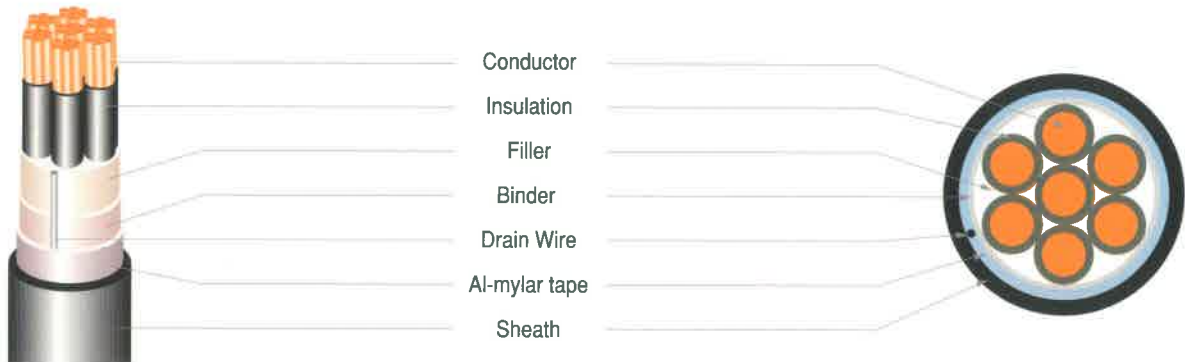 Conductor
Insulation
Filler
Binder
Drain Wire
Al-mylar tape
Sheath